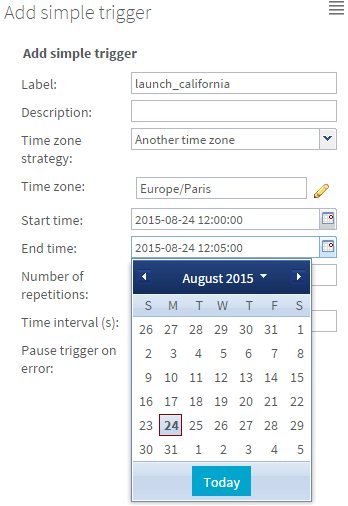 Add simple trigger
Add simple trigger
Label: launch_california
Description:
Time zone strategy: Another time zone
Time zone: Europe/Paris
Start time: 2015-08-24 12:00:00
End time: 2015-08-24 12:05:00
Number of repetitions:
Time interval (s):
Pause trigger on error:
August 2015
S M T W T F S
26 27 28 29 30 31 1
2 3 4 5 6 7 8
9 10 11 12 13 14 15
16 17 18 19 20 21 22
23 24 25 26 27 28 29
30 31 1 2 3 4 5
Today